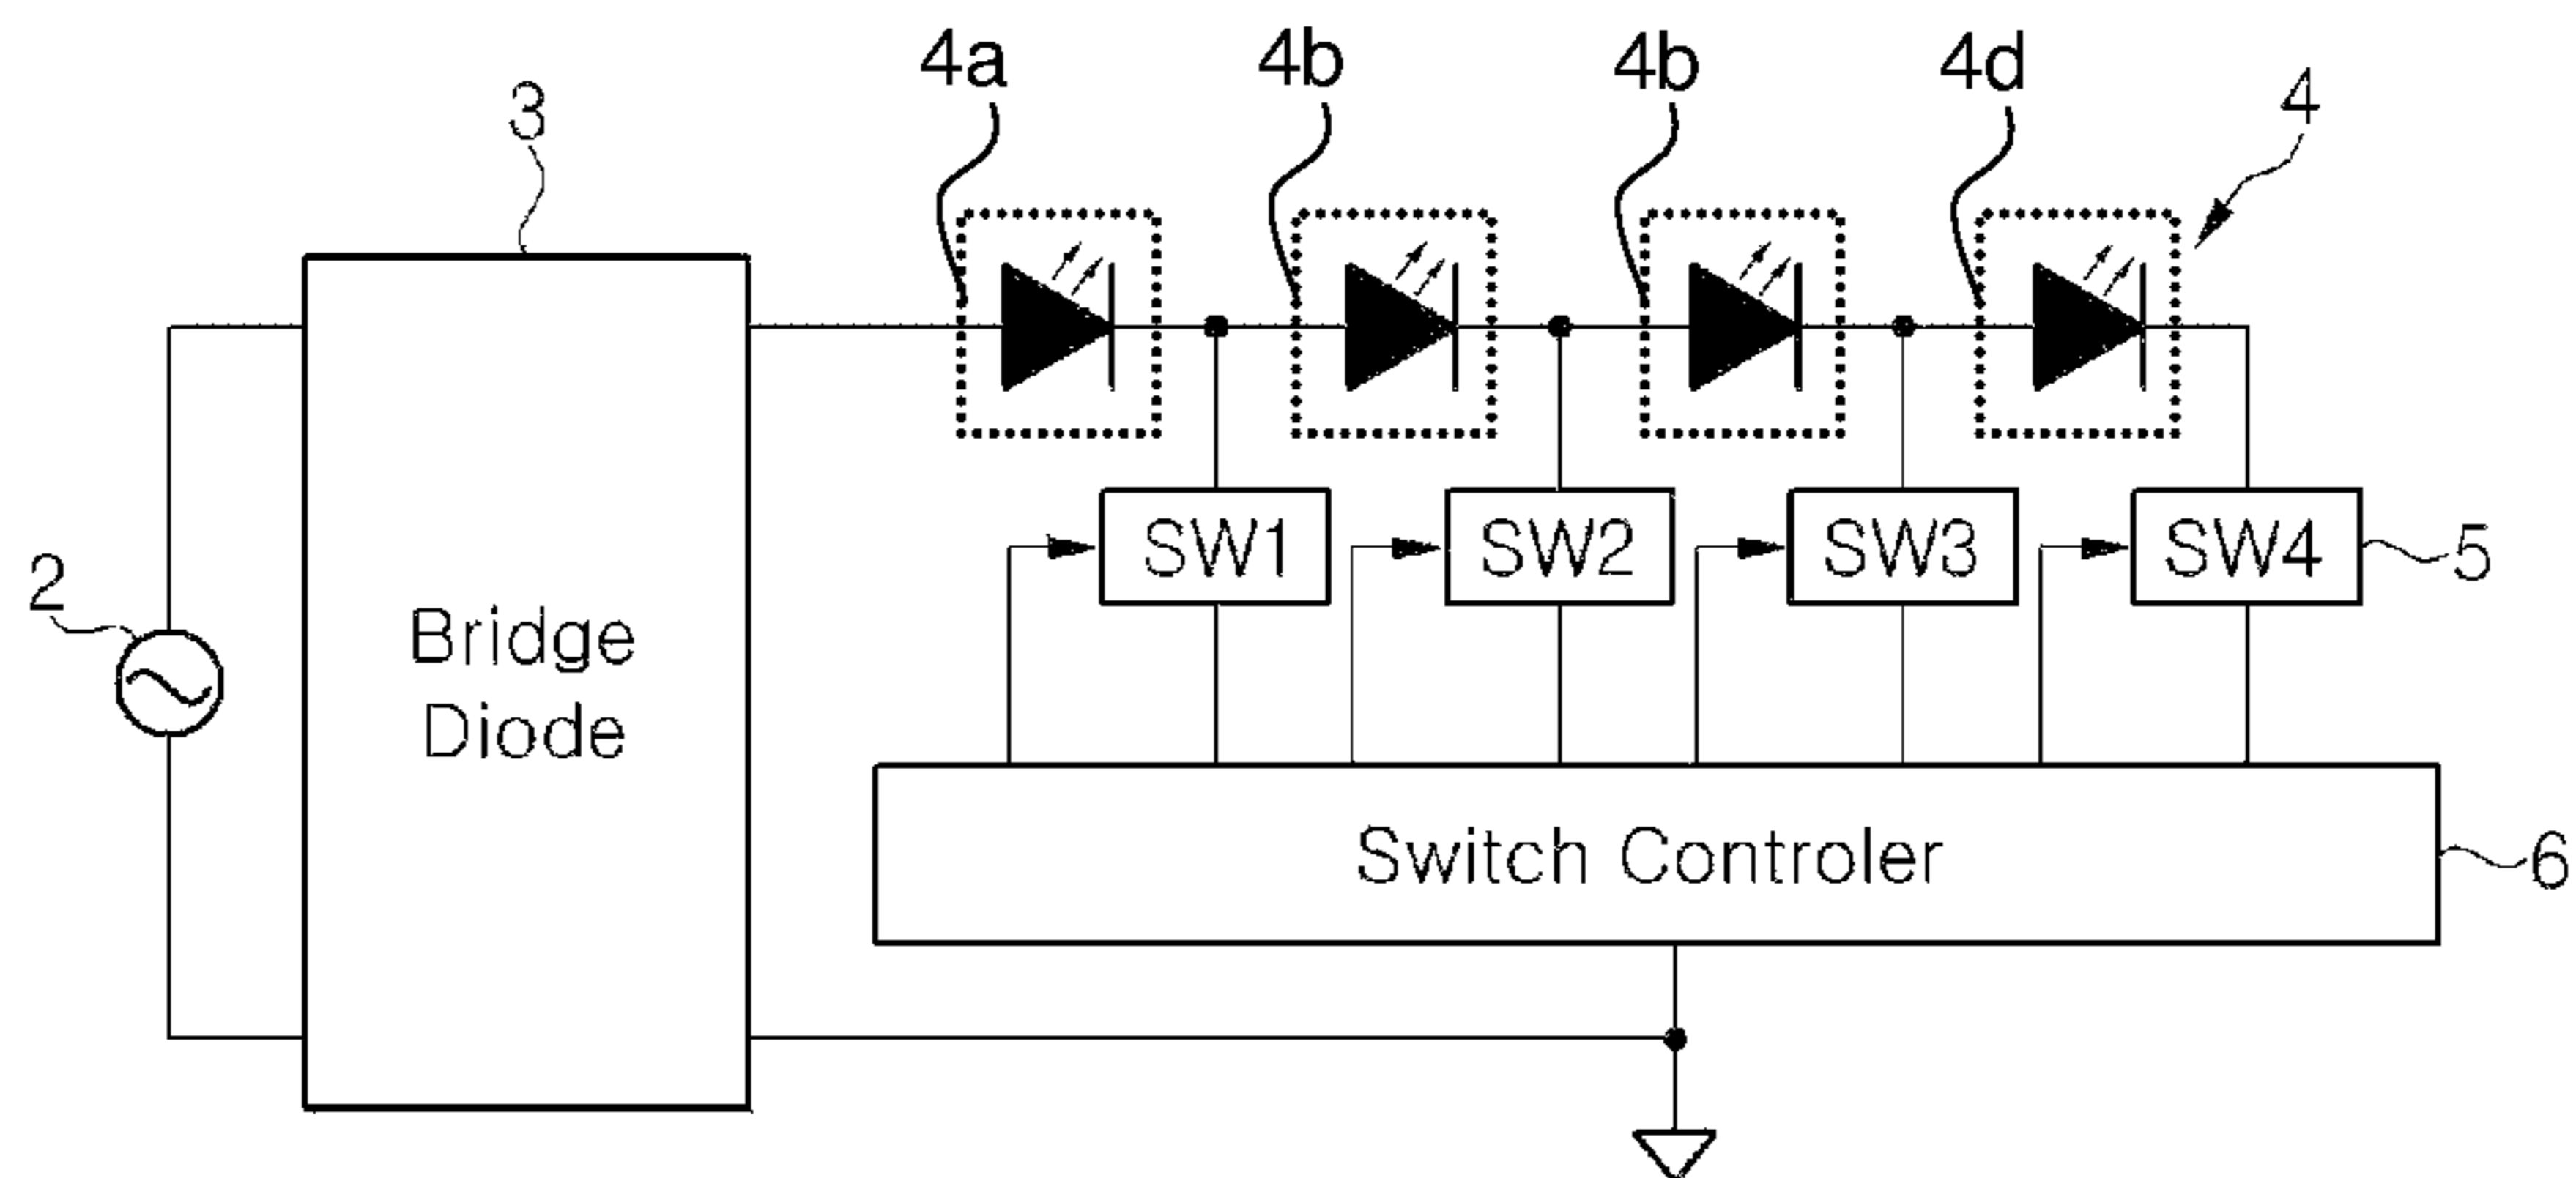 4a
4b
4b
4d
4
3
SW1
SW2
SW3
SW4
5
2
Bridge
Diode
Switch Controler
6